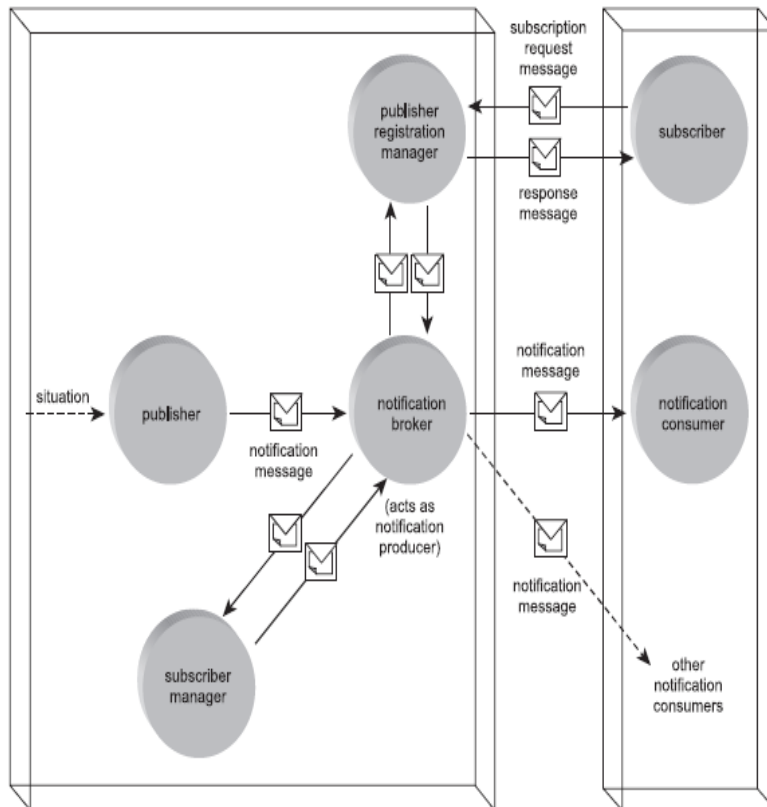 subscription
request
message
publisher
registration
manager
subscriber
response
message
situation
publisher
notification
message
notification
broker
(acts as
notification
producer)
notification
message
notification
consumer
notification
message
subscriber
manager
other
notification
consumers